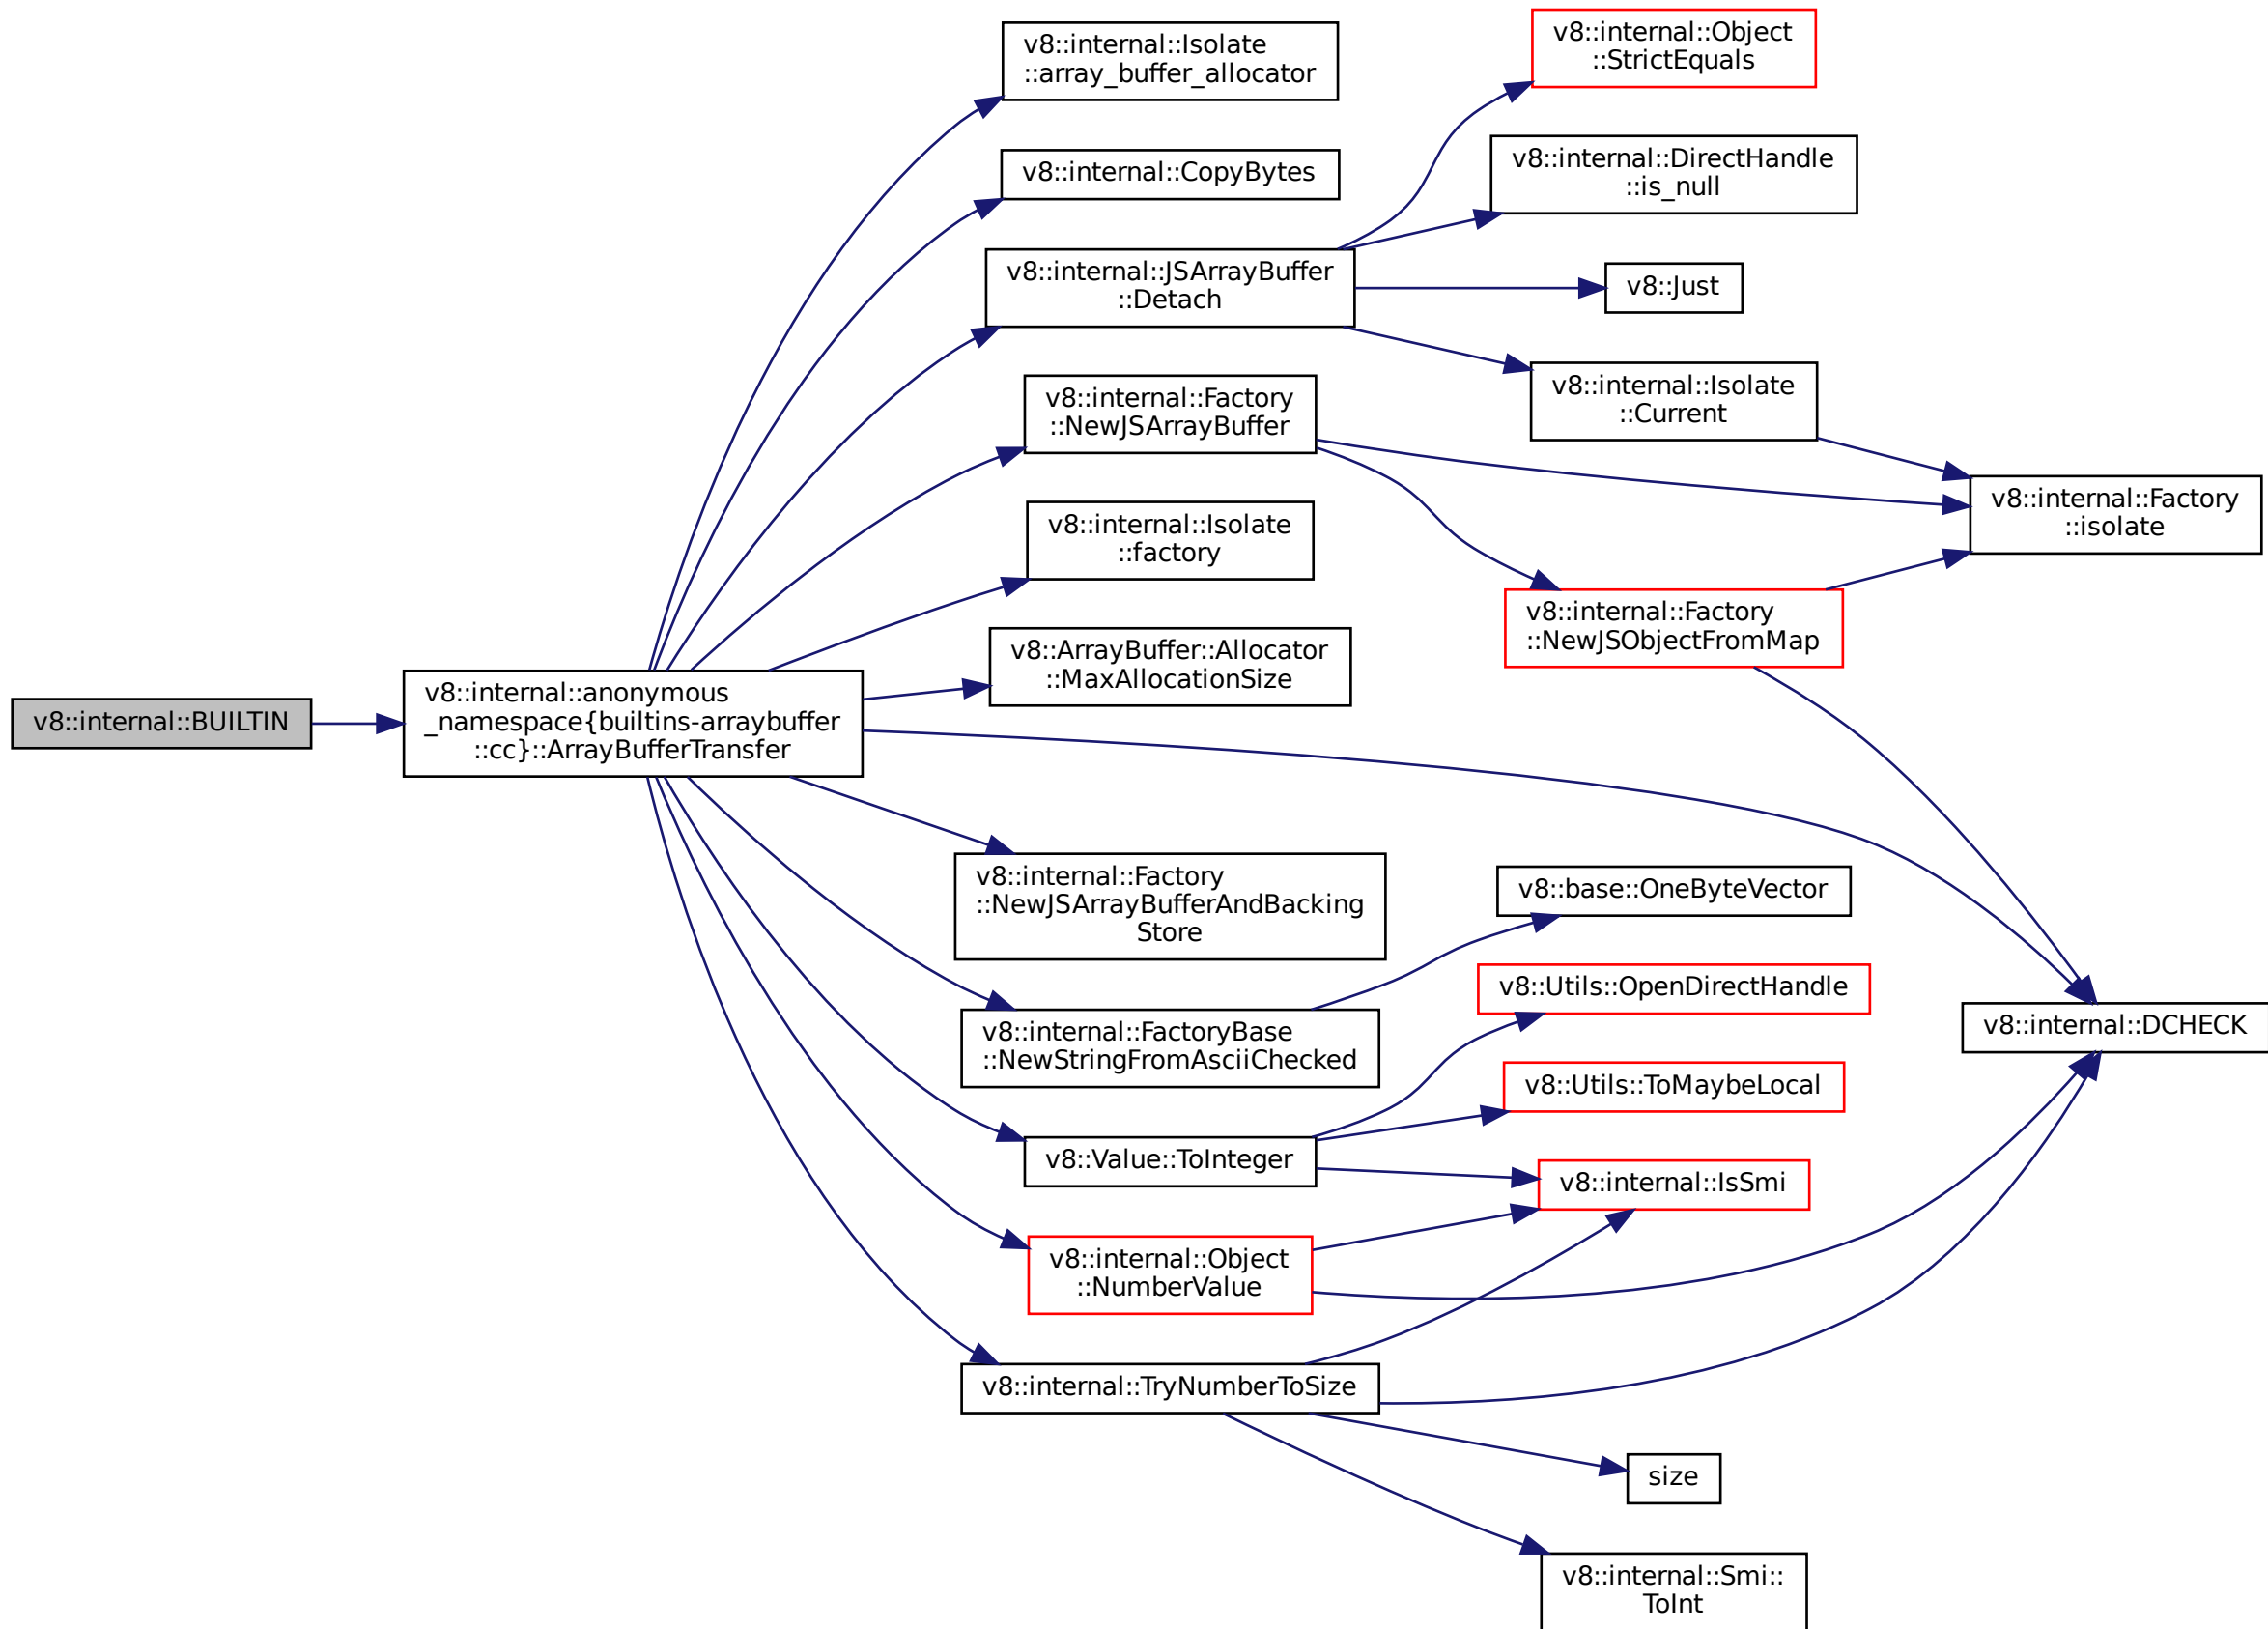 v8::internal::BUILTIN
v8::internal::anonymous
_namespace{builtins-arraybuffer
::cc}::ArrayBufferTransfer
v8::internal::Isolate
::array_buffer_allocator
v8::internal::CopyBytes
v8::internal::JSArrayBuffer
::Detach
v8::internal::Factory
::NewJSArrayBuffer
v8::internal::Isolate
::factory
v8::ArrayBuffer::Allocator
::MaxAllocationSize
v8::internal::Factory
::NewJSArrayBufferAndBacking
Store
v8::internal::FactoryBase
::NewStringFromAsciiChecked
v8::Value::ToInteger
v8::internal::Object
::NumberValue
v8::internal::TryNumberToSize
v8::internal::Object
::StrictEquals
v8::internal::DirectHandle
::is_null
v8::Just
v8::internal::Isolate
::Current
v8::internal::Factory
::NewJSObjectFromMap
v8::base::OneByteVector
v8::Utils::OpenDirectHandle
v8::Utils::ToMaybeLocal
v8::internal::IsSmi
size
v8::internal::Smi::
ToInt
v8::internal::Factory
::isolate
v8::internal::DCHECK